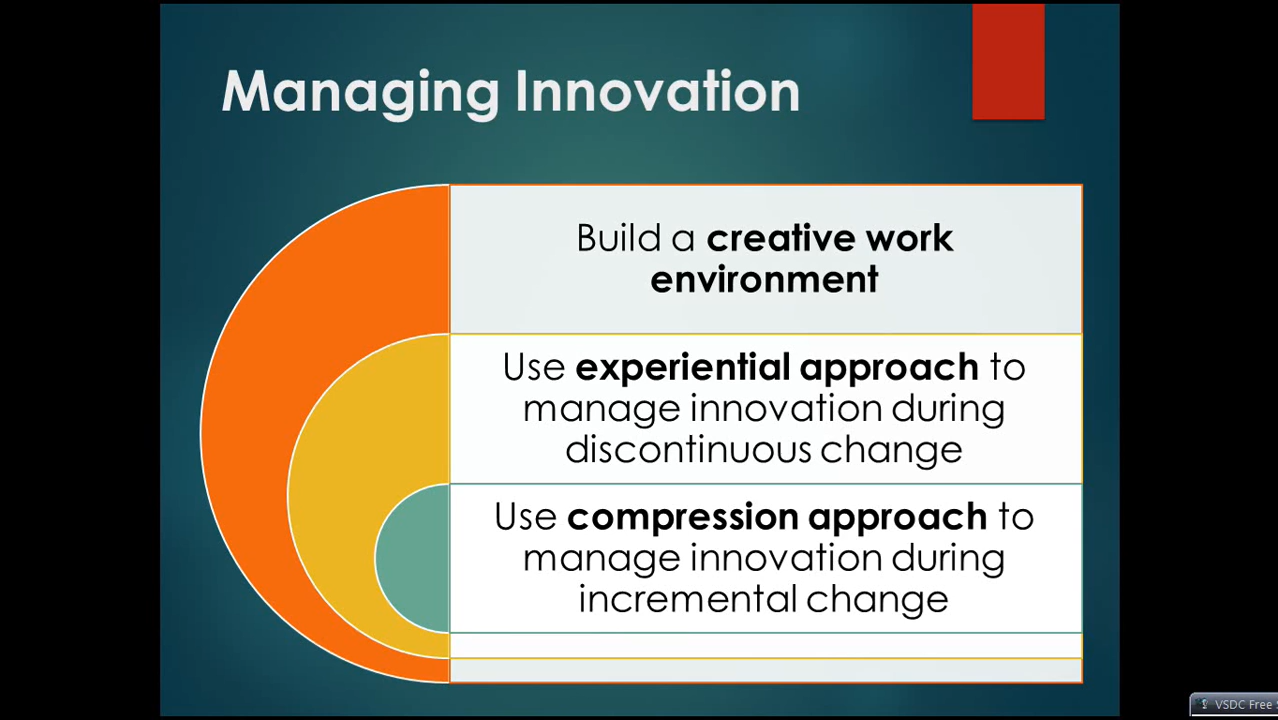 Managing Innovation
Build a creative work
environment
Use experiential approach to
manage innovation during
discontinuous change
Use compression approach to
manage innovation during
incremental change
VSDC Free